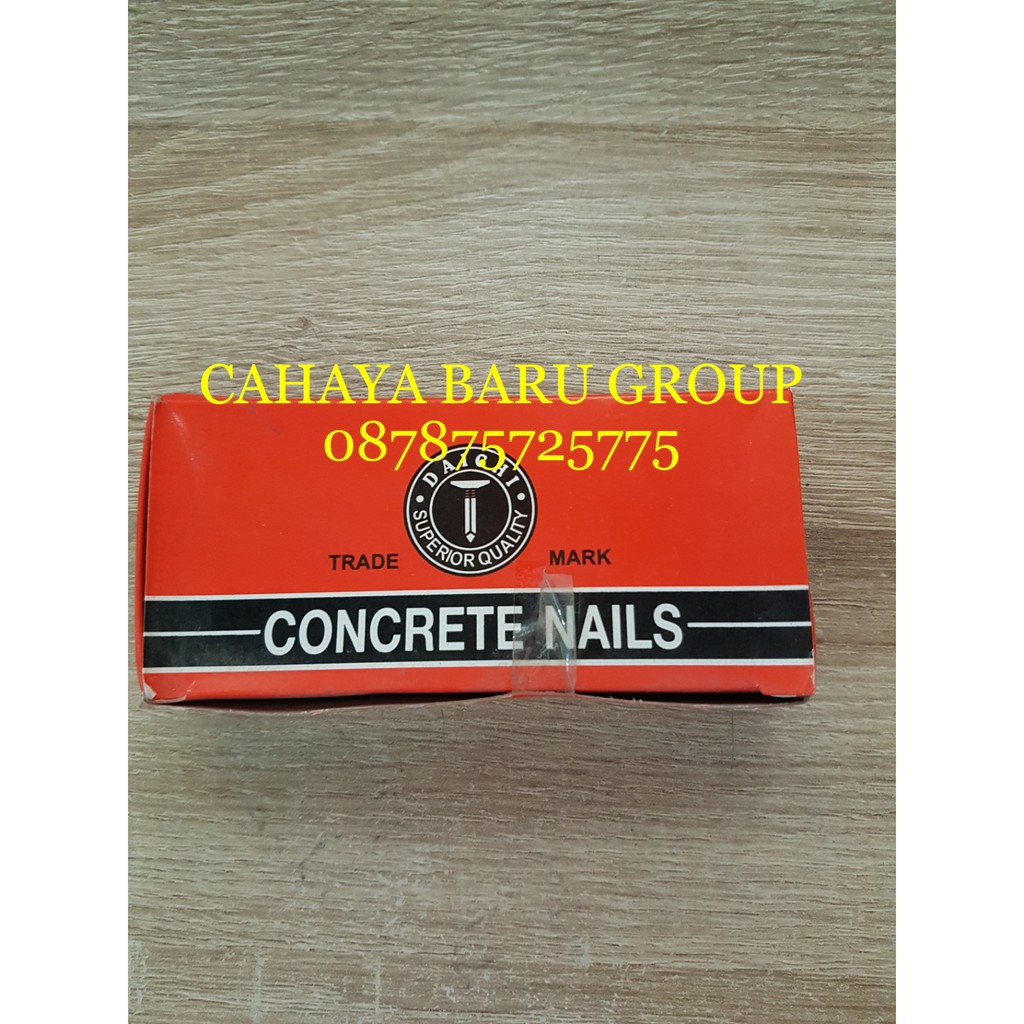 CAHAYA BARU GROUP
087875725775
DAICHI
SUPERIOR QUALITY
TRADE MARK
CONCRETE NAILS